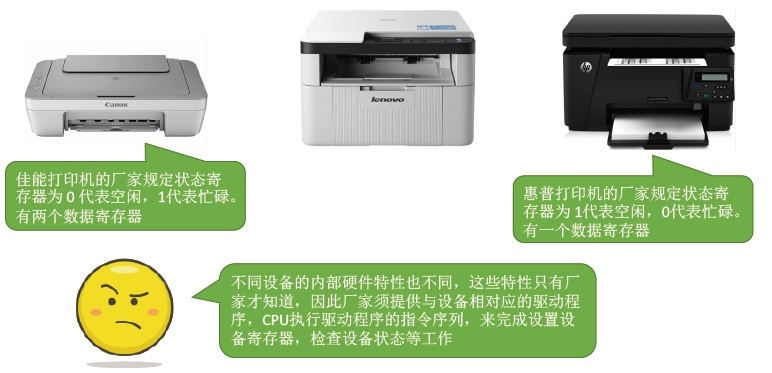 Canon
lenovo
hp
佳能打印机的厂家规定状态寄
存器为 0 代表空闲，1代表忙碌。
有两个数据寄存器
惠普打印机的厂家规定状态寄
存器为 1代表空闲，0代表忙碌。
有一个数据寄存器
不同设备的内部硬件特性也不同，这些特性只有厂
家才知道，因此厂家须提供与设备相对应的驱动程
序，CPU执行驱动程序的指令序列，来完成设置设
备寄存器，检查设备状态等工作